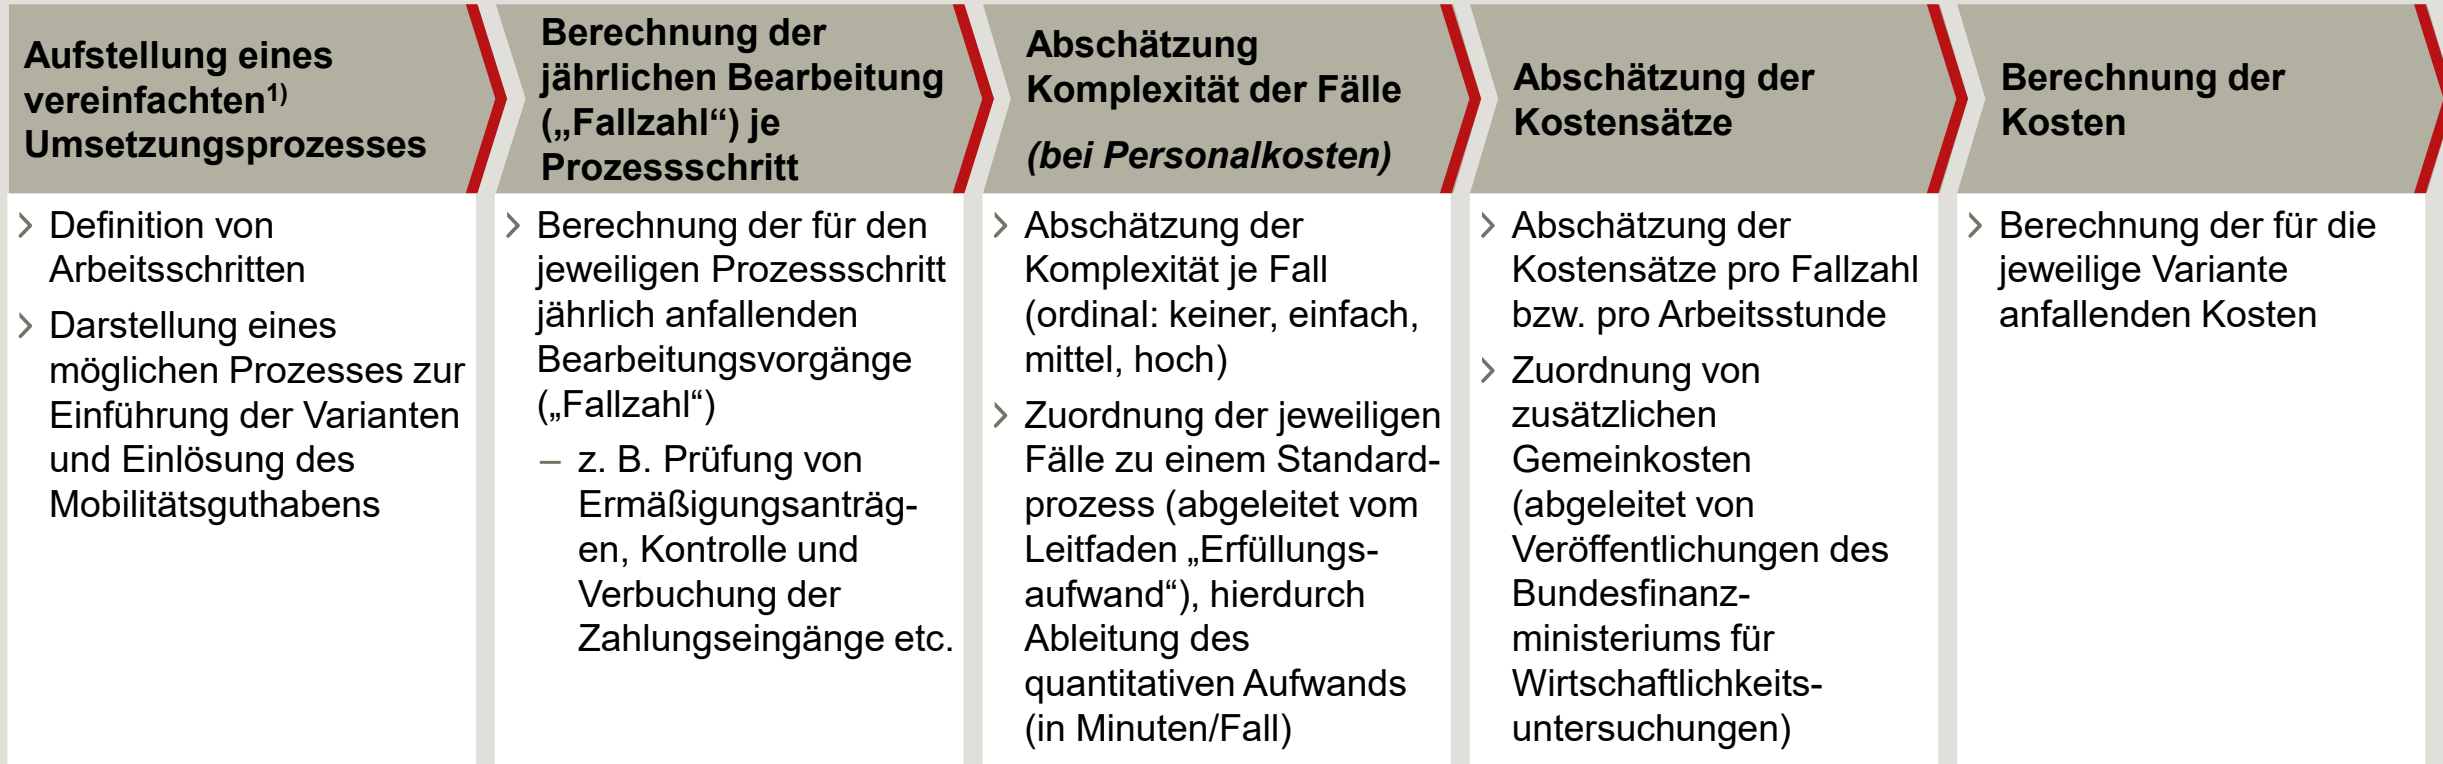 Aufstellung eines
vereinfachten1)
Umsetzungsprozesses
Definition von
Arbeitsschritten
Darstellung eines
möglichen Prozesses zur
Einführung der Varianten
und Einlösung des
Mobilitätsguthabens
Berechnung der
jährlichen Bearbeitung
(„Fallzahl“) je
Prozessschritt
Berechnung der für den
jeweiligen Prozessschritt
jährlich anfallenden
Bearbeitungsvorgänge
(„Fallzahl“)
– z. B. Prüfung von
Ermäßigungsanträg-
en, Kontrolle und
Verbuchung der
Zahlungseingänge etc.
Abschätzung
Komplexität der Fälle
(bei Personalkosten)
Abschätzung der
Komplexität je Fall
(ordinal: keiner, einfach,
mittel, hoch)
Zuordnung der jeweiligen
Fälle zu einem Standard-
prozess (abgeleitet vom
Leitfaden „Erfüllungs-
aufwand“), hierdurch
Ableitung des
quantitativen Aufwands
(in Minuten/Fall)
Abschätzung der
Kostensätze
Abschätzung der
Kostensätze pro Fallzahl
bzw. pro Arbeitsstunde
Zuordnung von
zusätzlichen
Gemeinkosten
(abgeleitet von
Veröffentlichungen des
Bundesfinanz-
ministeriums für
Wirtschaftlichkeits-
untersuchungen)
Berechnung der
Kosten
Berechnung der für die
jeweilige Variante
anfallenden Kosten